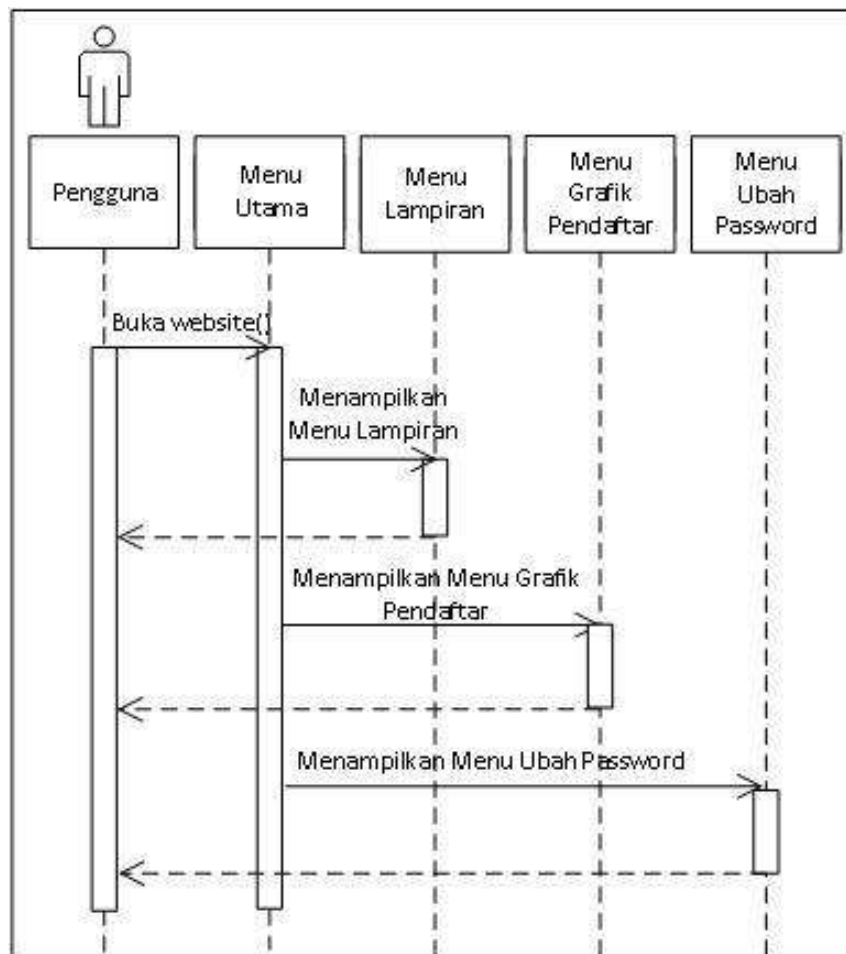 Pengguna
Menu
Utama
Menu
Lampiran
Menu
Grafik
Pendaftar
Menu
Ubah
Password
Buka website()
Menampilkan
Menu Lampiran
Menampilkan Menu Grafik
Pendaftar
Menampilkan Menu Ubah Password